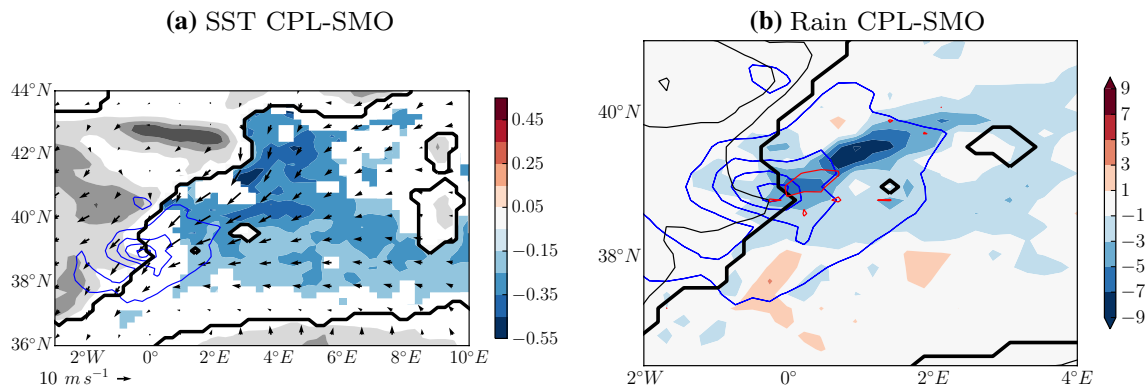 (a) SST CPL-SMO
44°N
42°N
40°N
38°N
36°N
2°W
0°
2°E
4°E
6°E
8°E
10°E
10 m s⁻¹
0.45
0.25
0.05
−0.15
−0.35
−0.55
(b) Rain CPL-SMO
40°N
38°N
2°W
0°
2°E
4°E
9
7
5
3
1
−1
−3
−5
−7
−9